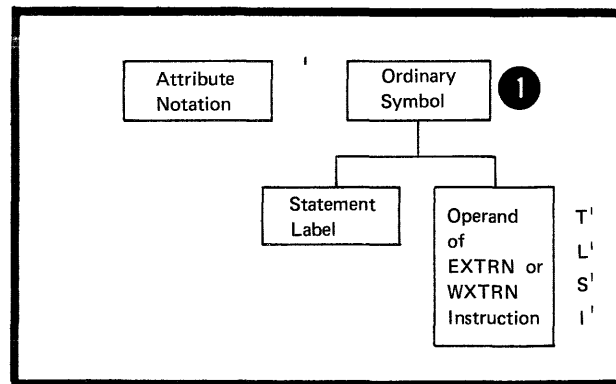 Attribute
Notation
'
Ordinary
Symbol
1
Statement
Label
Operand
of
EXTRN or
WXTRN
Instruction
T'
L'
S'
I'